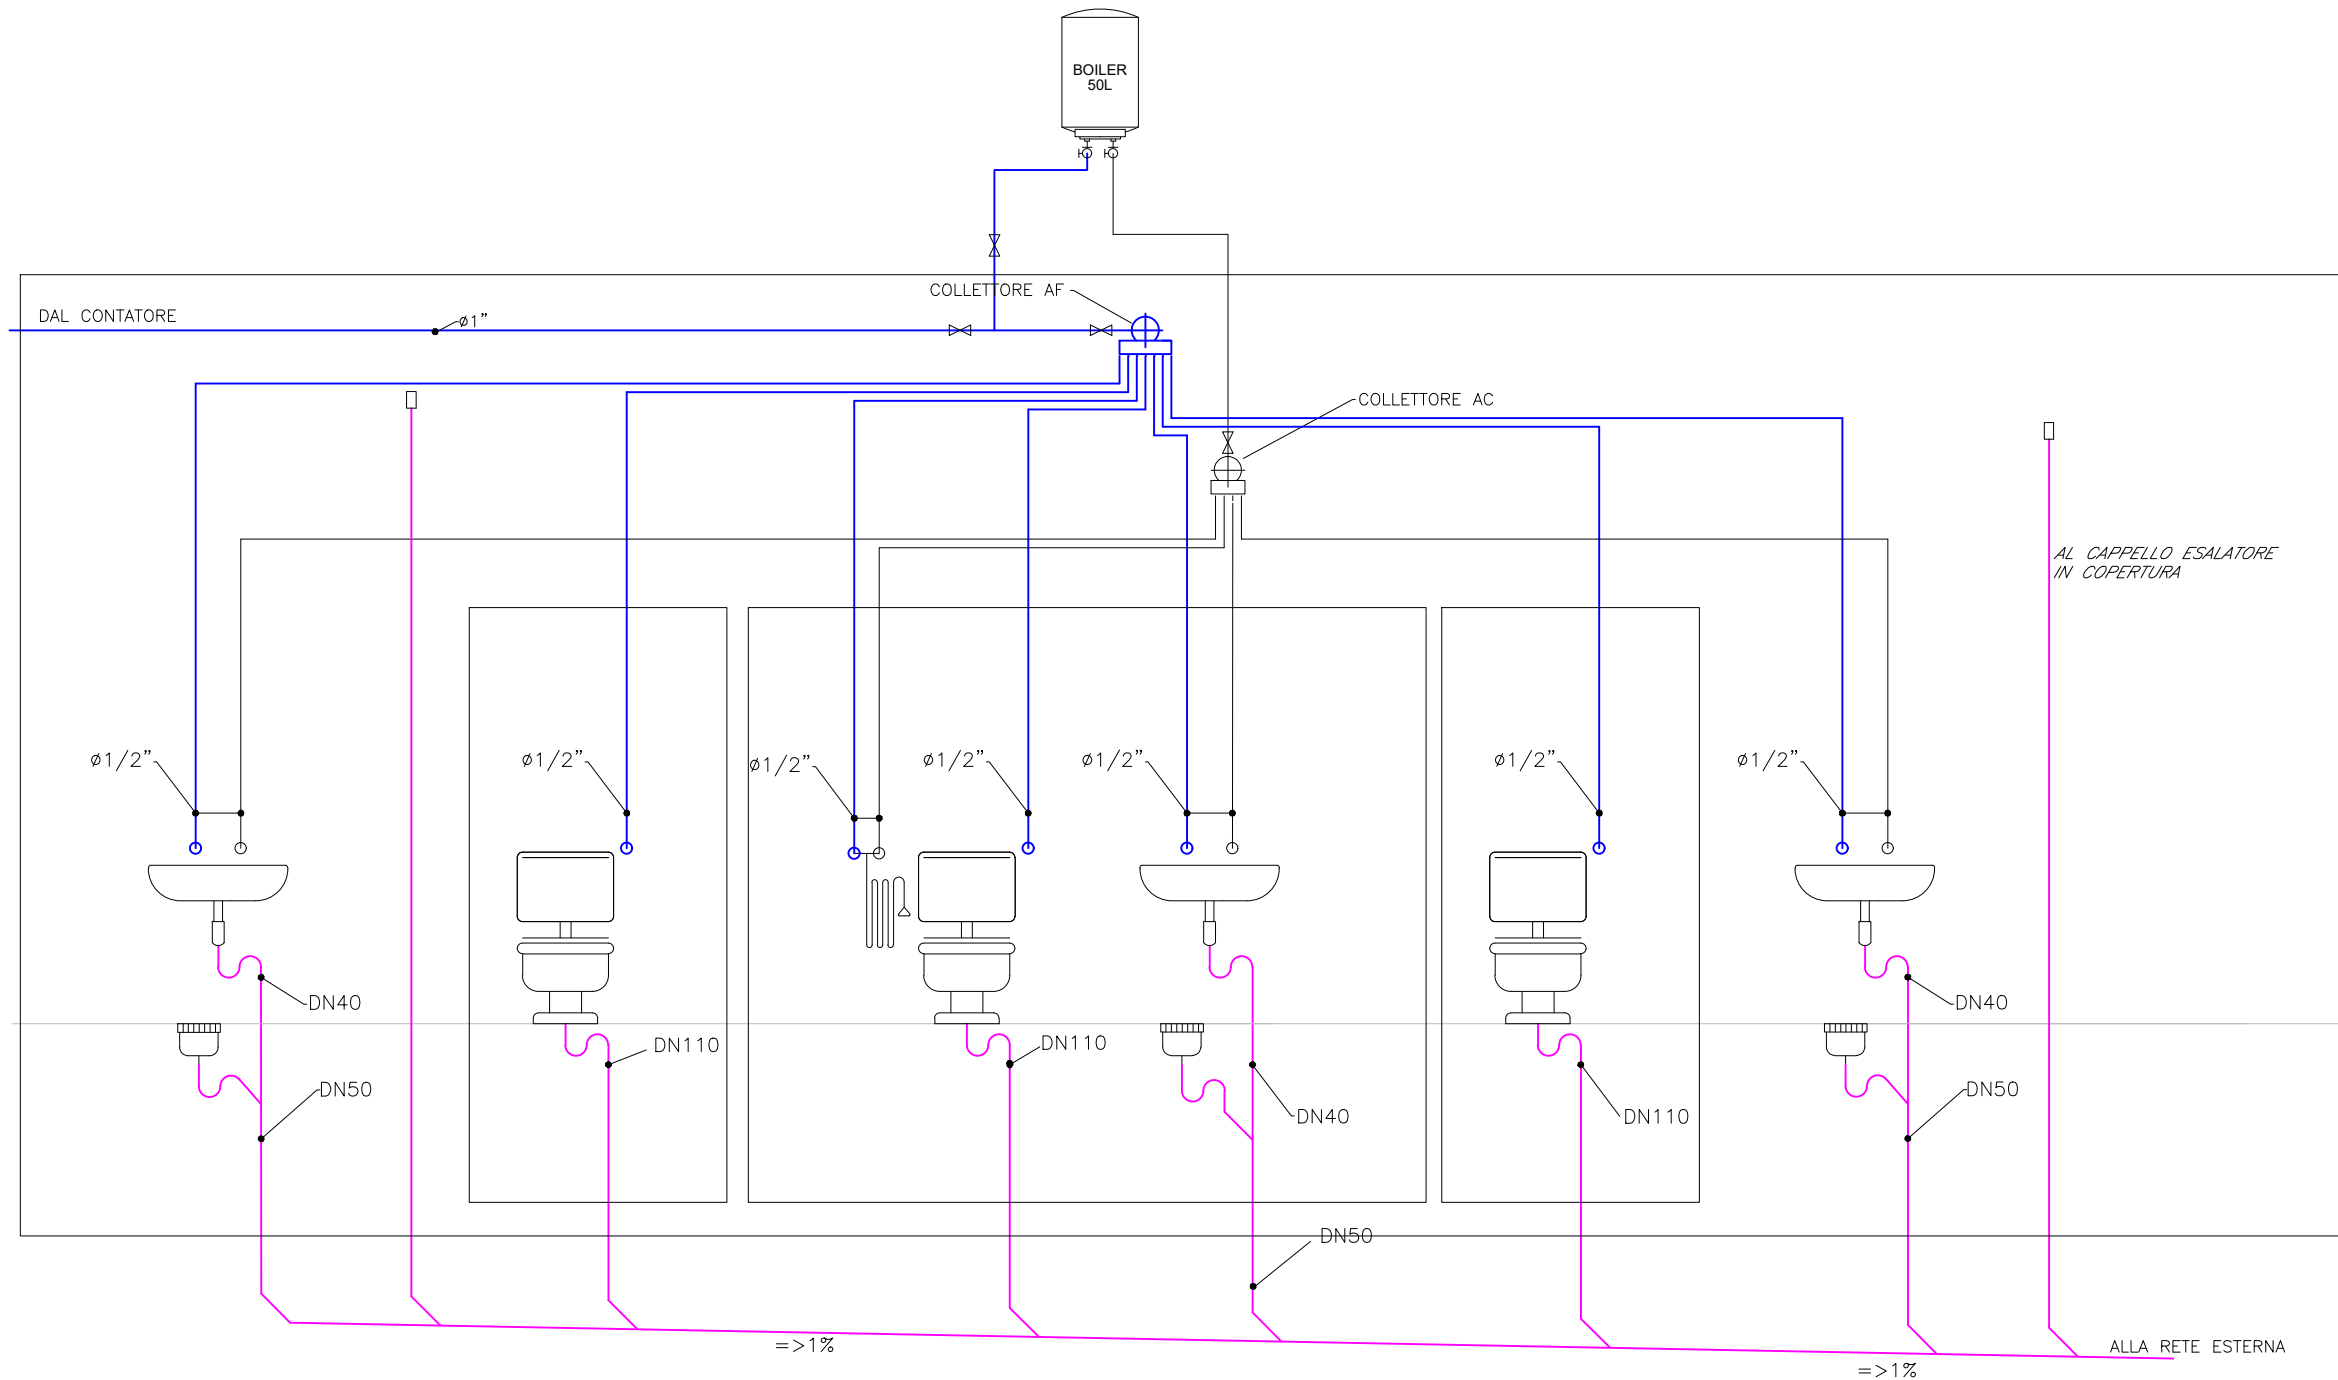 BOILER
50L
COLLETTORE AF
DAL CONTATORE
ø1”
COLLETTORE AC
AL CAPPELLO ESALATORE
IN COPERTURA
ø1/2”
ø1/2”
ø1/2”
ø1/2”
ø1/2”
ø1/2”
ø1/2”
DN40
DN40
DN110
DN110
DN50
DN40
DN110
DN50
DN50
=>1%
ALLA RETE ESTERNA
=>1%